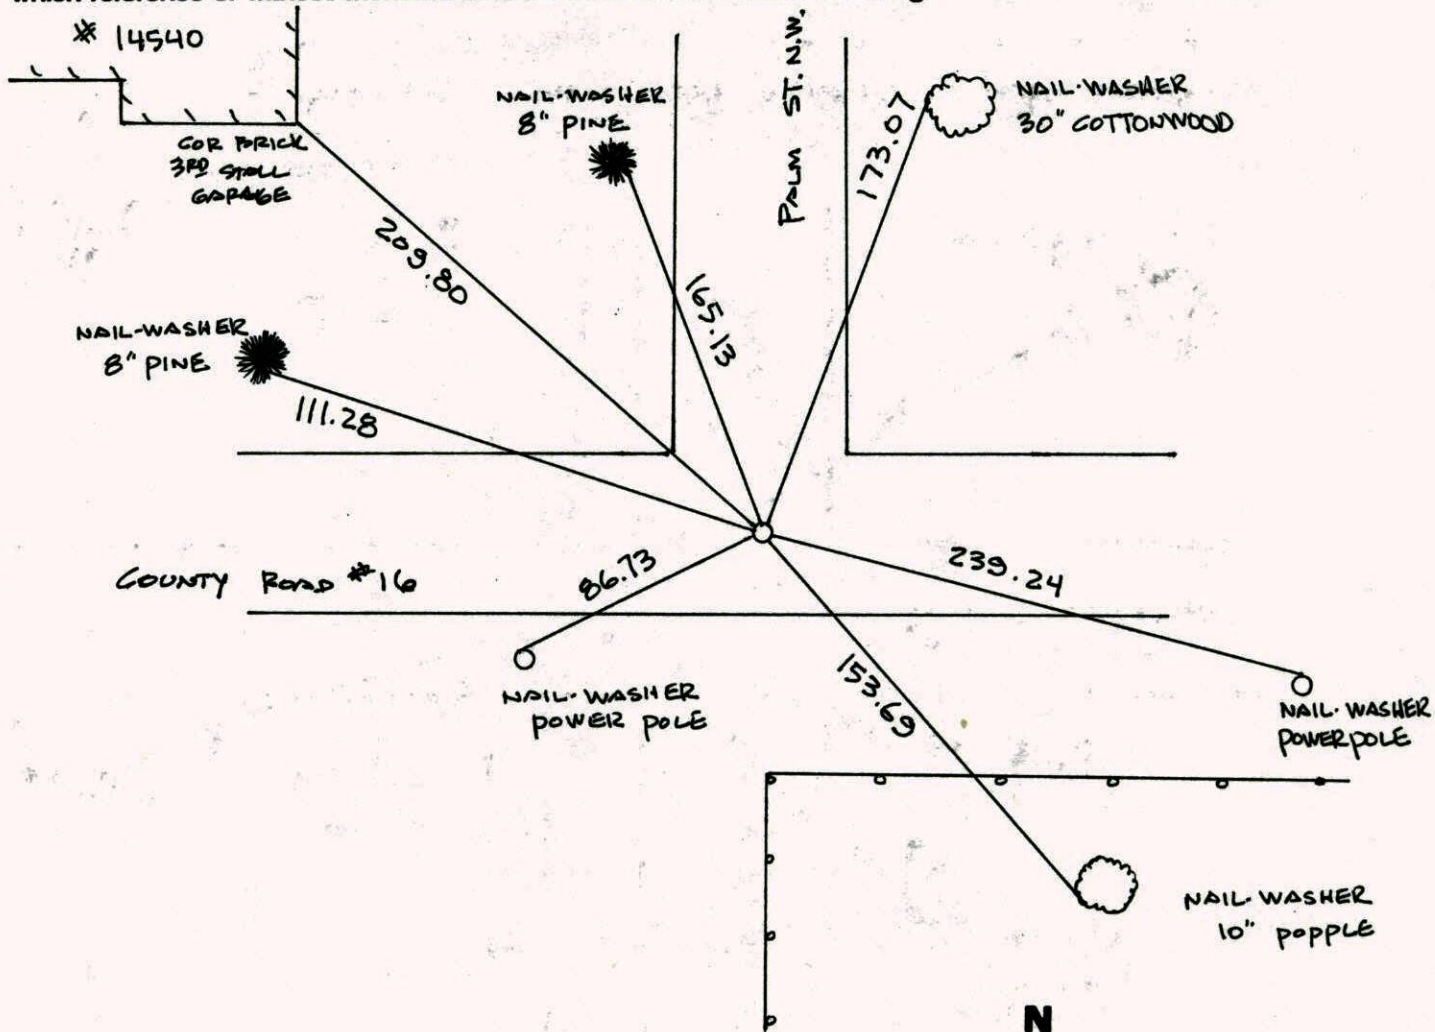 # 14540
COR BRICK
3RD STALL
GARAGE
NAIL-WASHER
8" PINE
PALM ST. N.W.
NAIL-WASHER
30" COTTONWOOD
173.07
209.80
165.13
NAIL-WASHER
8" PINE
111.28
COUNTY ROAD #16
86.73
239.24
153.69
NAIL-WASHER
POWER POLE
NAIL-WASHER
POWERPOLE
NAIL-WASHER
10" POPPLE
N